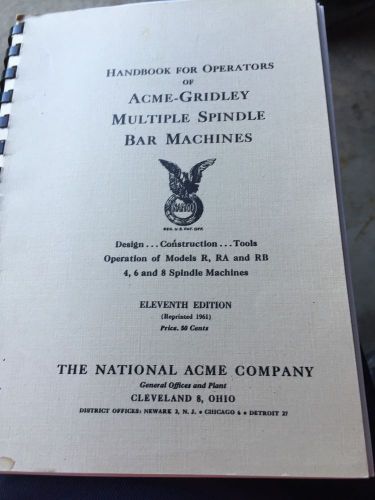 HANDBOOK FOR OPERATORS
OF
ACME-GRIDLEY
MULTIPLE SPINDLE
BAR MACHINES
NAMCO
REG. U.S. PAT. OFF.
Design...Construction...Tools
Operation of Models R, RA and RB
4, 6 and 8 Spindle Machines
ELEVENTH EDITION
(Reprinted 1961)
Price, 50 Cents
THE NATIONAL ACME COMPANY
General Offices and Plant
CLEVELAND 8, OHIO
DISTRICT OFFICES: NEWARK 2, N. J. • CHICAGO 6 • DETROIT 27